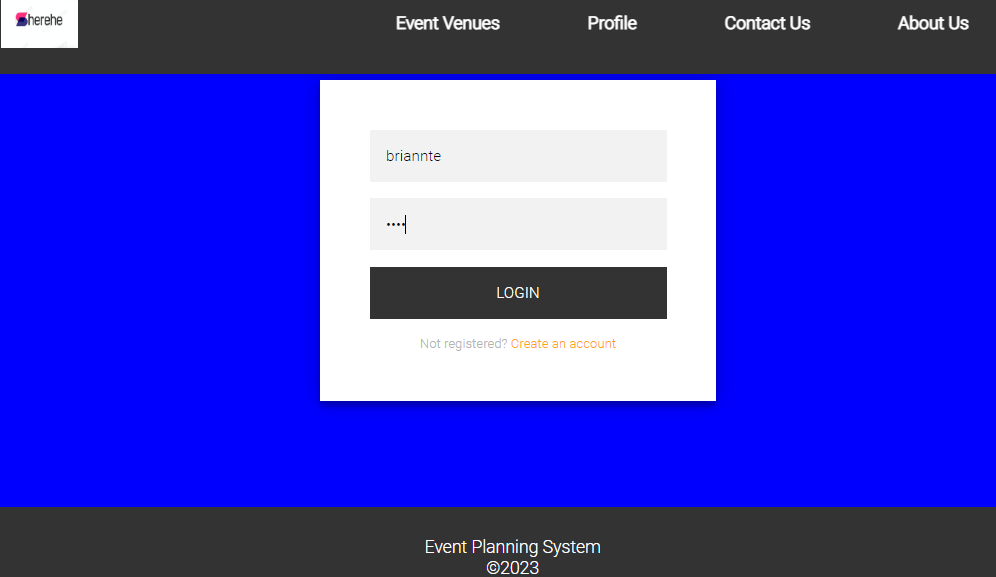 Sherehe
Event Venues Profile Contact Us About Us
briannte
••••
LOGIN
Not registered? Create an account
Event Planning System
©2023